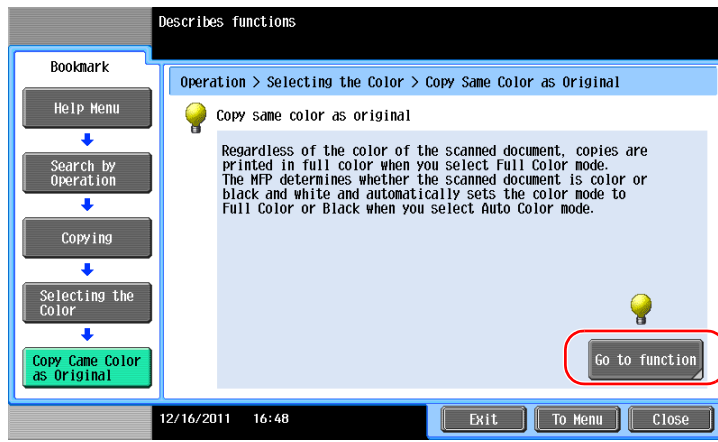 Describes functions
Bookmark
Operation > Selecting the Color > Copy Same Color as Original
Help Menu
Copy same color as original
Regardless of the color of the scanned document, copies are
printed in full color when you select Full Color mode.
The MFP determines whether the scanned document is color or
black and white and automatically sets the color mode to
Full Color or Black when you select Auto Color mode.
Search by
Operation
Copying
Selecting the
Color
Copy Came Color
as Original
Go to function
12/16/2011 16:48
Exit
To Menu
Close